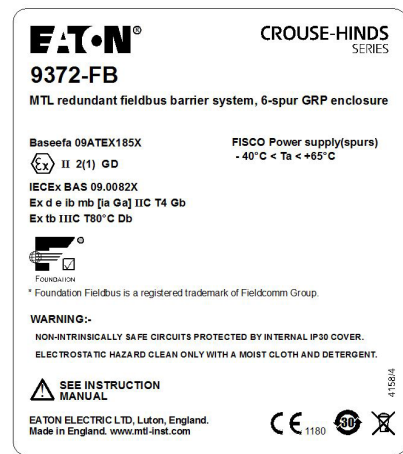 EATON®
CROUSE-HINDS
SERIES
9372-FB
MTL redundant fieldbus barrier system, 6-spur GRP enclosure
Baseefa 09ATEX185X
Ex II 2(1) GD
IECEx BAS 09.0082X
Ex d e ib mb [ia Ga] IIC T4 Gb
Ex tb IIIC T80°C Db
FISCO Power supply(spurs)
- 40°C < Ta < +65°C
F ®
FOUNDATION
* Foundation Fieldbus is a registered trademark of Fieldcomm Group.
WARNING:-
NON-INTRINSICALLY SAFE CIRCUITS PROTECTED BY INTERNAL IP30 COVER.
ELECTROSTATIC HAZARD CLEAN ONLY WITH A MOIST CLOTH AND DETERGENT.
SEE INSTRUCTION
MANUAL
4158/4
EATON ELECTRIC LTD, Luton, England.
Made in England. www.mtl-inst.com
CE 1180
30